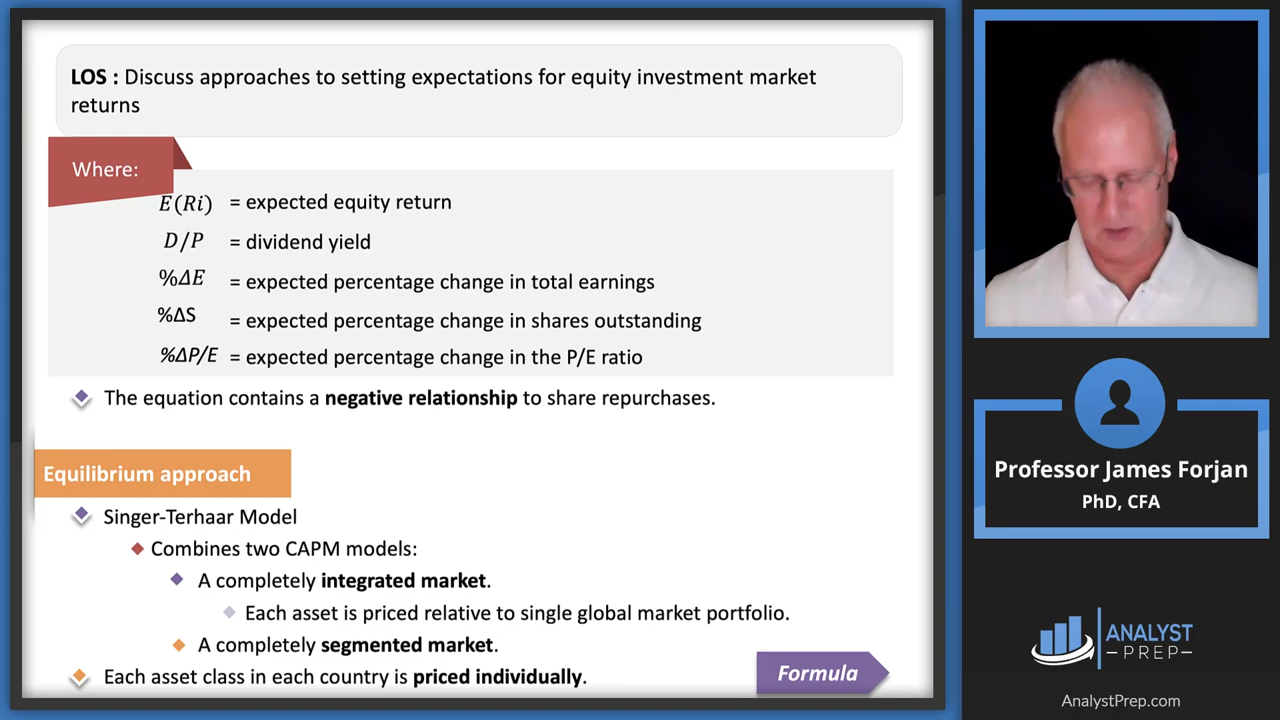 LOS : Discuss approaches to setting expectations for equity investment market
returns
Where:
E(Ri) = expected equity return
D/P = dividend yield
%ΔE = expected percentage change in total earnings
%ΔS = expected percentage change in shares outstanding
%ΔP/E = expected percentage change in the P/E ratio
The equation contains a negative relationship to share repurchases.
Equilibrium approach
Singer-Terhaar Model
Combines two CAPM models:
A completely integrated market.
Each asset is priced relative to single global market portfolio.
A completely segmented market.
Each asset class in each country is priced individually.
Formula
Professor James Forjan
PhD, CFA
ANALYST
–PREP–
AnalystPrep.com